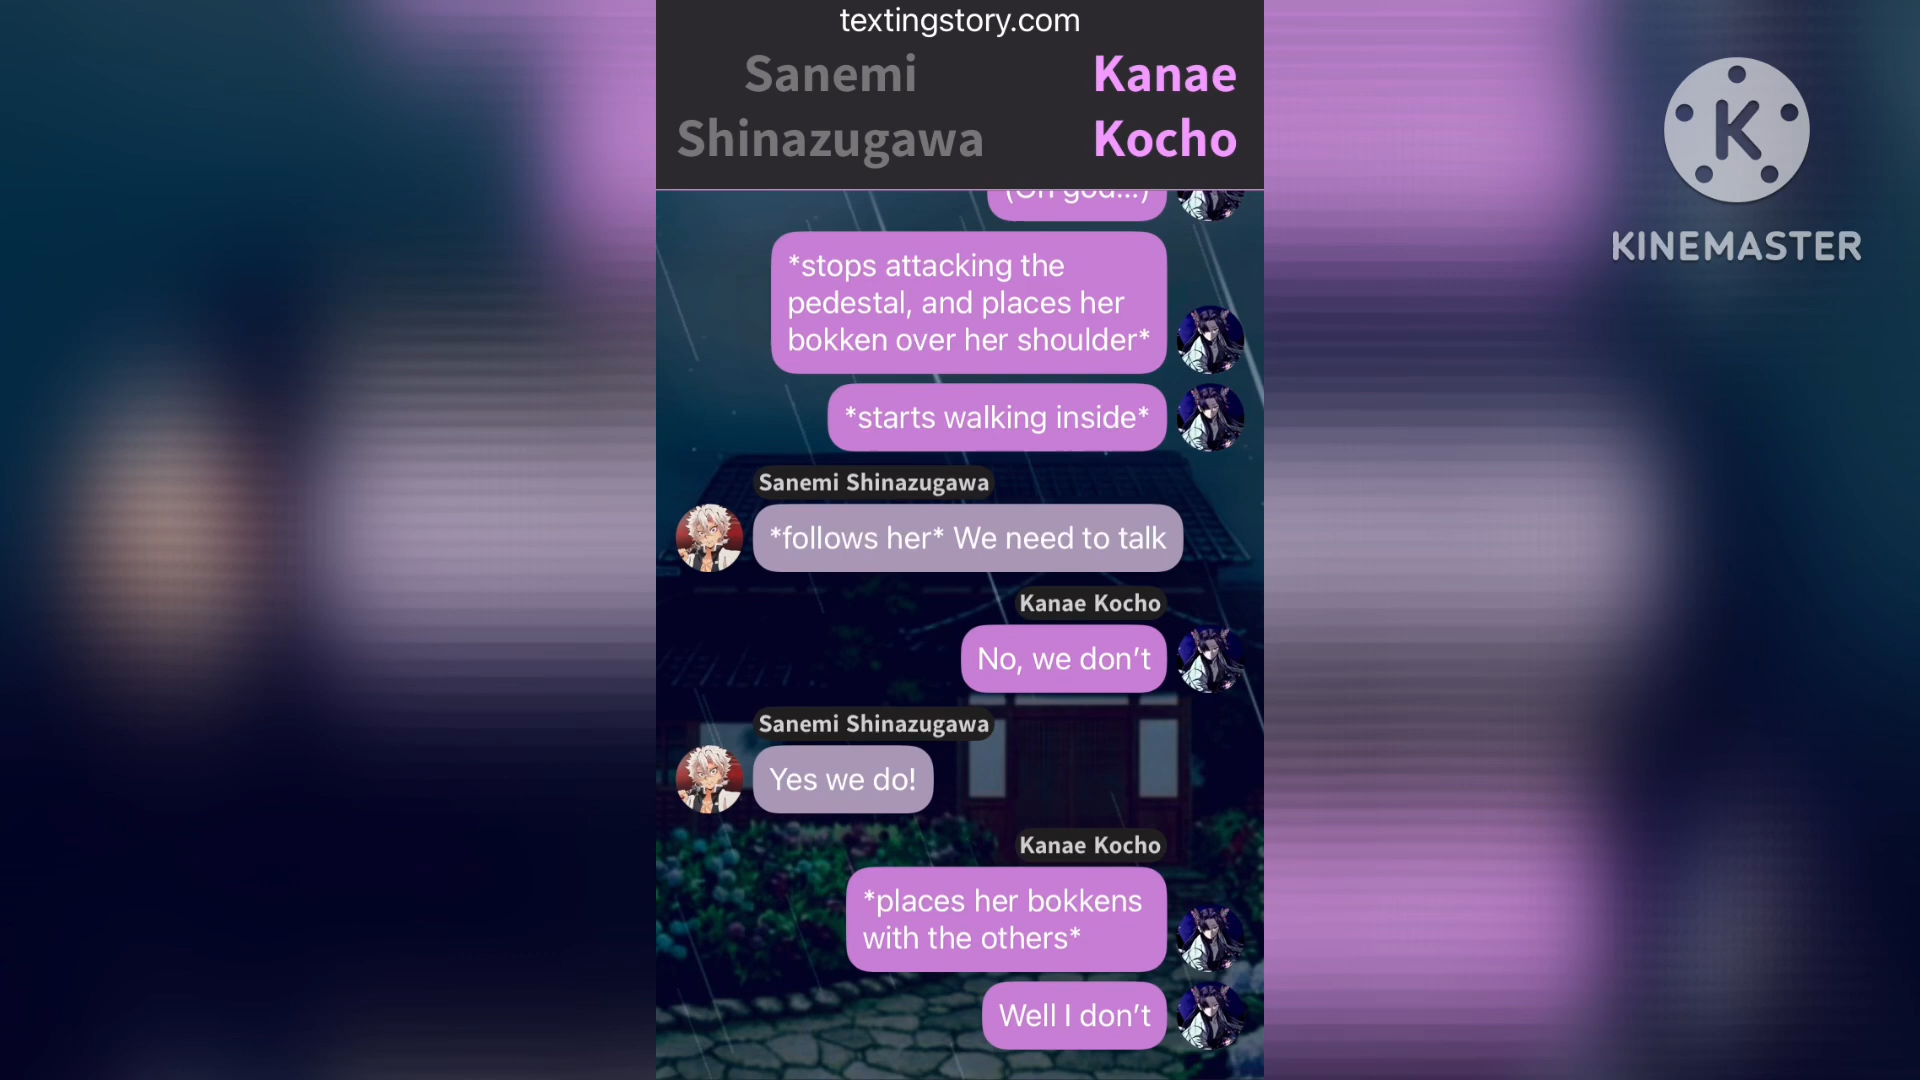 textingstory.com
Sanemi Shinazugawa
Kanae Kocho
(Oh god...)
*stops attacking the
pedestal, and places her
bokken over her shoulder*
*starts walking inside*
Sanemi Shinazugawa
*follows her* We need to talk
Kanae Kocho
No, we don’t
Sanemi Shinazugawa
Yes we do!
Kanae Kocho
*places her bokkens
with the others*
Well I don’t
K
KINEMASTER